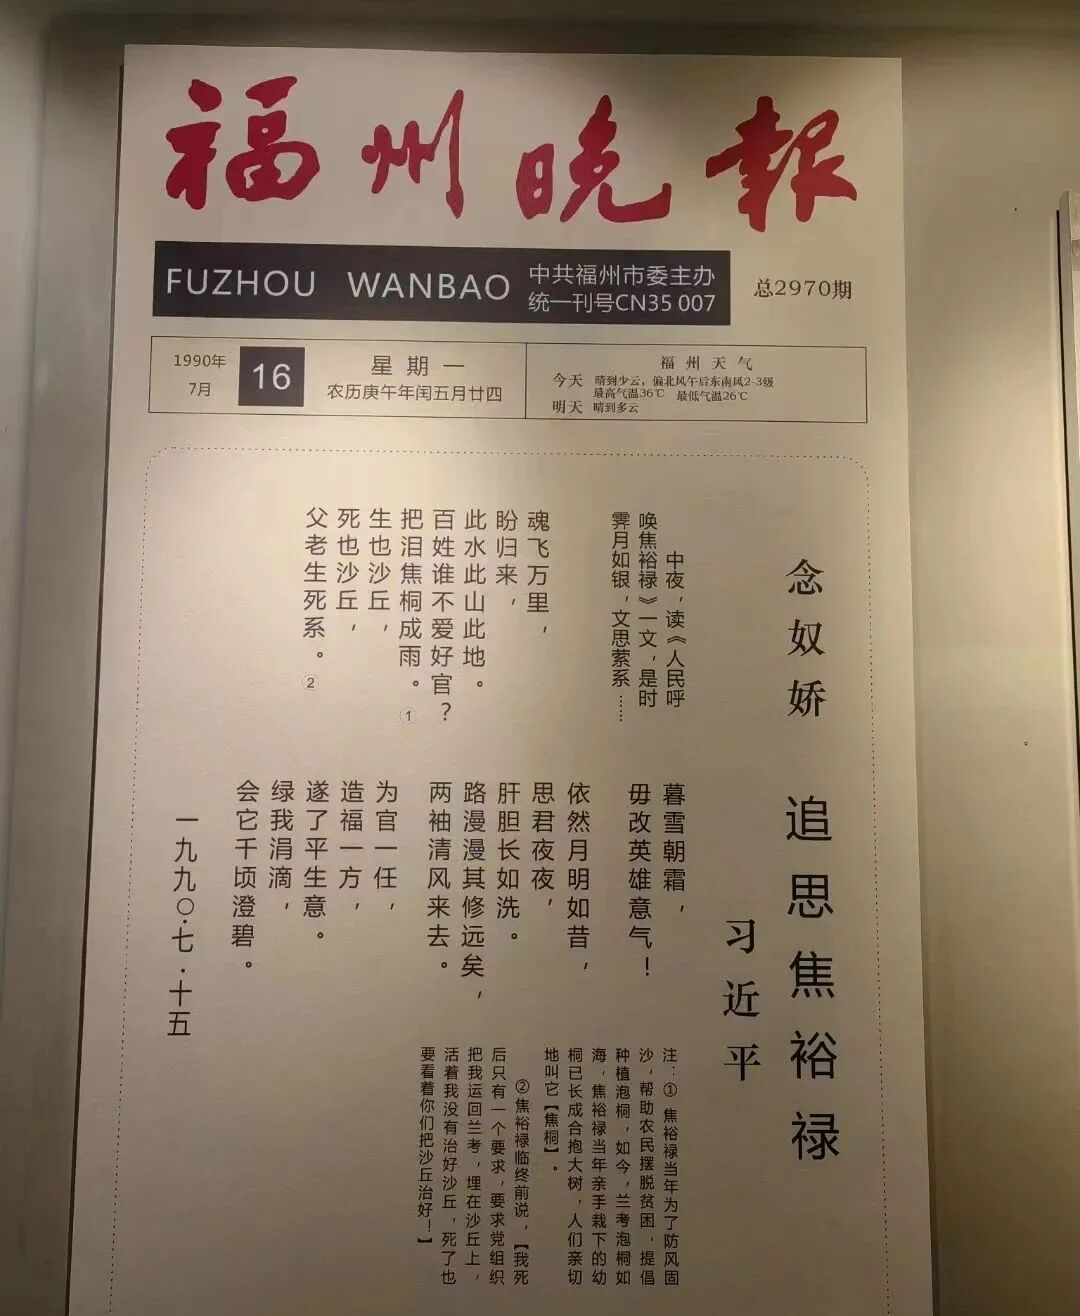 福州晚報
FUZHOU WANBAO
中共福州市委主办
统一刊号CN35 007
总2970期
1990年
7月
16
星期一
农历庚午年闰五月廿四
福州天气
今天 晴到少云，偏北风午后东南风2-3级
最高气温36℃ 最低气温26℃
明天 晴到多云
念奴娇 追思焦裕禄
习近平
中夜，读《人民呼
唤焦裕禄》一文，是时
霁月如银，文思萦系……
魂飞万里，
盼归来，
此水此山此地。
百姓谁不爱好官？
把泪焦桐成雨。①
生也沙丘，
死也沙丘，
父老生死系。②
暮雪朝霜，
毋改英雄意气！
依然月明如昔，
思君夜夜，
肝胆长如洗。
路漫漫其修远矣，
两袖清风来去。
为官一任，
造福一方，
遂了平生意。
绿我涓滴，
会它千顷澄碧。
一九九〇·七·十五
注：① 焦裕禄当年为了防风固
沙，帮助农民摆脱贫困，提倡
种植泡桐，如今，兰考泡桐如
海，焦裕禄当年亲手栽下的幼
桐已长成合抱大树，人们亲切
地叫它【焦桐】。
② 焦裕禄临终前说，【我死
后只有一个要求，要求党组织
把我运回兰考，埋在沙丘上，
活着我没有治好沙丘，死了也
要看着你们把沙丘治好！】